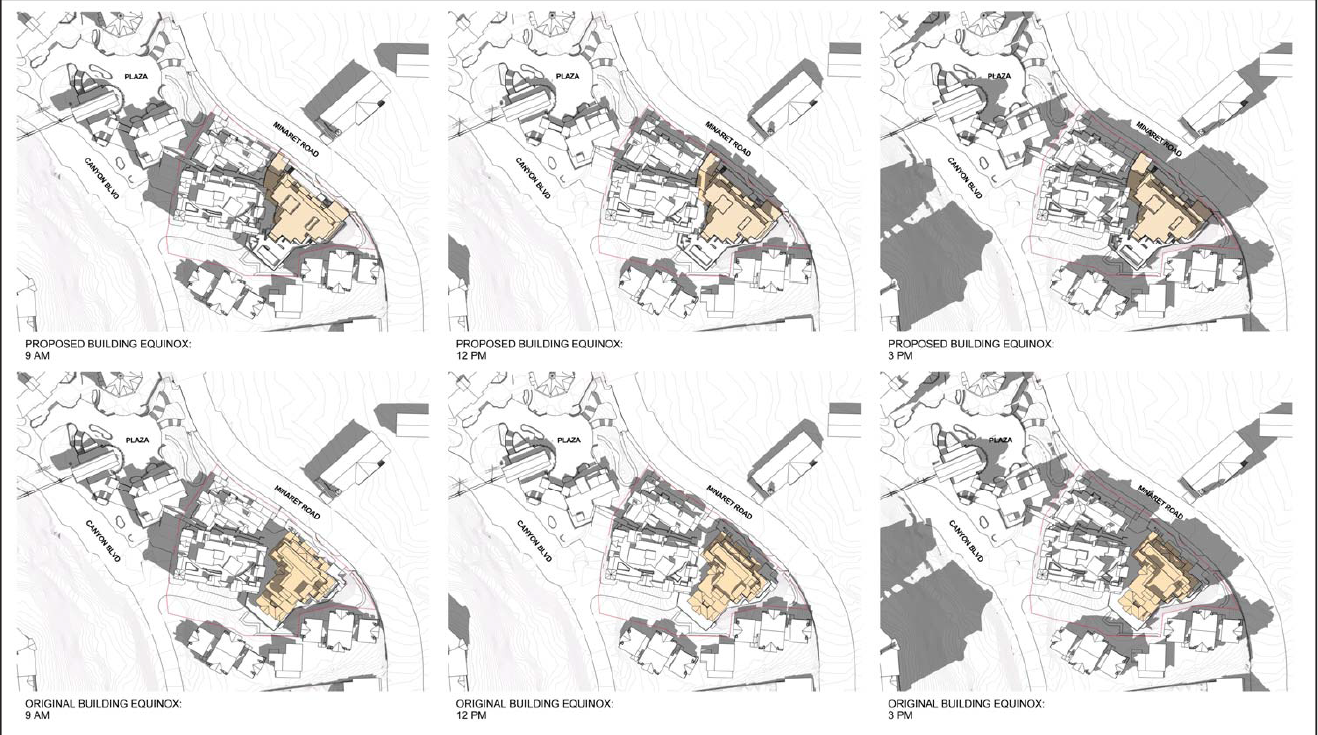 PLAZA
MINARET ROAD
CANYON BLVD
PROPOSED BUILDING EQUINOX:
9 AM
PLAZA
MINARET ROAD
CANYON BLVD
PROPOSED BUILDING EQUINOX:
12 PM
PLAZA
MINARET ROAD
CANYON BLVD
PROPOSED BUILDING EQUINOX:
3 PM
PLAZA
MINARET ROAD
CANYON BLVD
ORIGINAL BUILDING EQUINOX:
9 AM
PLAZA
MINARET ROAD
CANYON BLVD
ORIGINAL BUILDING EQUINOX:
12 PM
PLAZA
MINARET ROAD
CANYON BLVD
ORIGINAL BUILDING EQUINOX:
3 PM